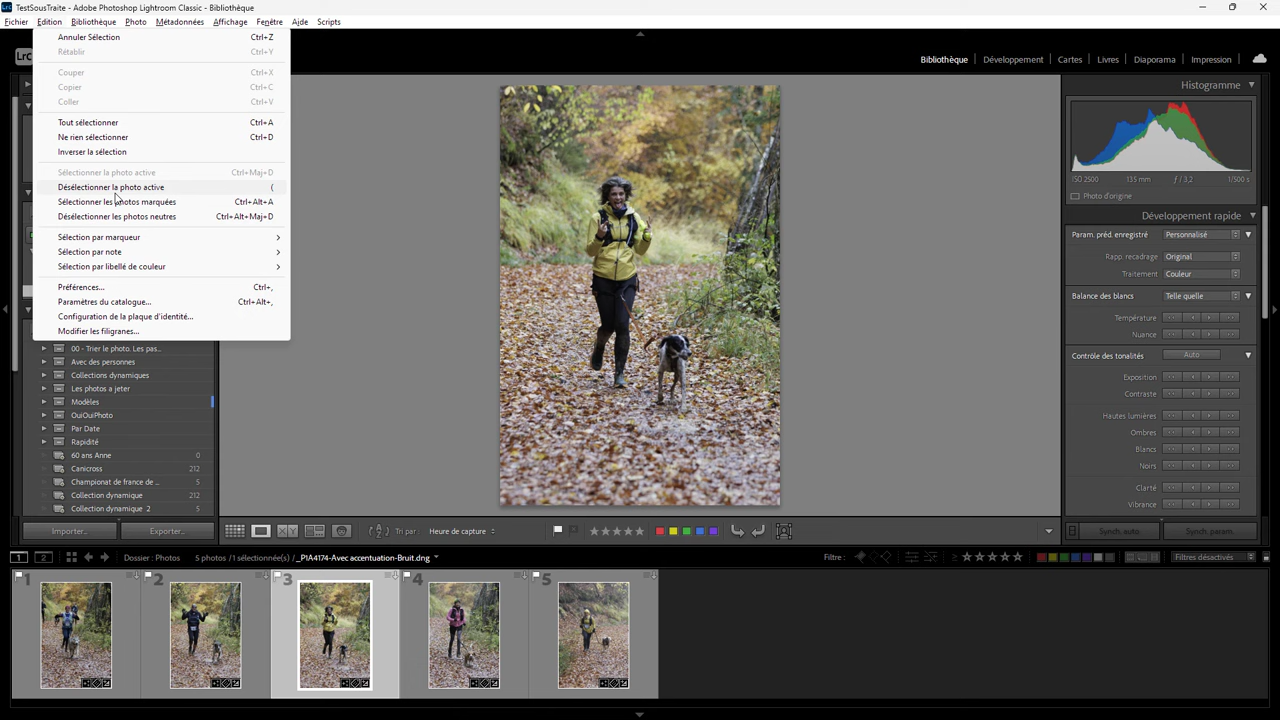 Lrc TestSousTraite - Adobe Photoshop Lightroom Classic - Bibliothèque
Fichier Edition Bibliothèque Photo Métadonnées Affichage Fenêtre Aide Scripts
Lrc
Bibliothèque | Développement | Cartes | Livres | Diaporama | Impression
Annuler Sélection Ctrl+Z
Rétablir Ctrl+Y
Couper Ctrl+X
Copier Ctrl+C
Coller Ctrl+V
Tout sélectionner Ctrl+A
Ne rien sélectionner Ctrl+D
Inverser la sélection
Sélectionner la photo active Ctrl+Maj+D
Désélectionner la photo active (
Sélectionner les photos marquées Ctrl+Alt+A
Désélectionner les photos neutres Ctrl+Alt+Maj+D
Sélection par marqueur
Sélection par note
Sélection par libellé de couleur
Préférences... Ctrl+,
Paramètres du catalogue... Ctrl+Alt+,
Configuration de la plaque d'identité...
Modifier les filigranes...
00 - Trier le photo. Les pas...
Avec des personnes
Collections dynamiques
Les photos a jeter
Modèles
OuiOuiPhoto
Par Date
Rapidité
60 ans Anne 0
Canicross 212
Championat de france de ... 5
Collection dynamique 212
Collection dynamique 2 5
Importer... Exporter...
Histogramme
ISO 2500 135 mm ƒ / 3,2 1/500 s
Photo d'origine
Développement rapide
Param. pré. enregistré Personnalisé
Rapp. recadrage Original
Traitement Couleur
Balance des blancs Telle quelle
Température
Nuance
Contrôle des tonalités Auto
Exposition
Contraste
Hautes lumières
Ombres
Blancs
Noirs
Clarté
Vibrance
XY Tri par : Heure de capture
Synch. auto Synch. param.
1 2 Dossier : Photos 5 photos /1 sélectionnée(s) /_P1A4174-Avec accentuation-Bruit.dng
Filtre : Filtres désactivés
1 2 3 4 5